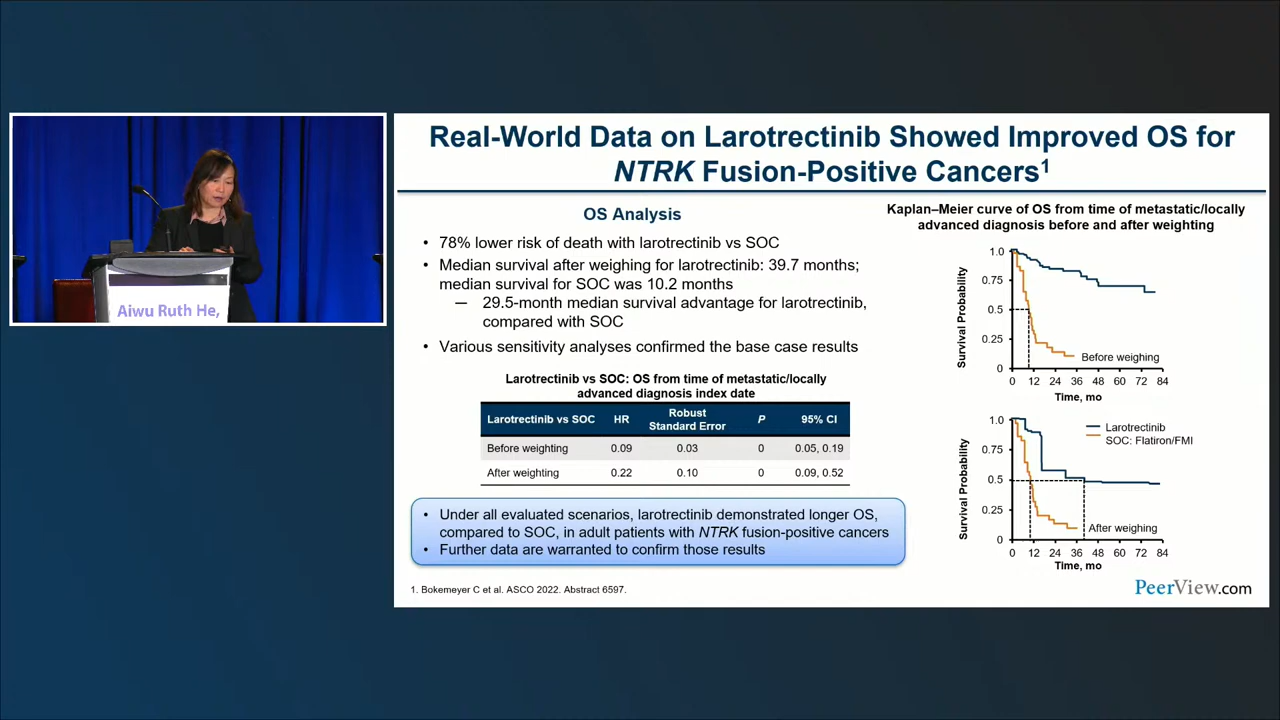 Aiwu Ruth He,
Real-World Data on Larotrectinib Showed Improved OS for
NTRK Fusion-Positive Cancers1
OS Analysis
• 78% lower risk of death with larotrectinib vs SOC
• Median survival after weighing for larotrectinib: 39.7 months;
median survival for SOC was 10.2 months
— 29.5-month median survival advantage for larotrectinib,
compared with SOC
• Various sensitivity analyses confirmed the base case results
Larotrectinib vs SOC: OS from time of metastatic/locally
advanced diagnosis index date
Larotrectinib vs SOC HR Robust Standard Error P 95% CI
Before weighting 0.09 0.03 0 0.05, 0.19
After weighting 0.22 0.10 0 0.09, 0.52
• Under all evaluated scenarios, larotrectinib demonstrated longer OS,
compared to SOC, in adult patients with NTRK fusion-positive cancers
• Further data are warranted to confirm those results
1. Bokemeyer C et al. ASCO 2022. Abstract 6597.
Kaplan–Meier curve of OS from time of metastatic/locally
advanced diagnosis before and after weighting
Survival Probability
1.0
0.75
0.5
0.25
0
Before weighing
0 12 24 36 48 60 72 84
Time, mo
Survival Probability
1.0
0.75
0.5
0.25
0
Larotrectinib
SOC: Flatiron/FMI
After weighing
0 12 24 36 48 60 72 84
Time, mo
PeerView.com